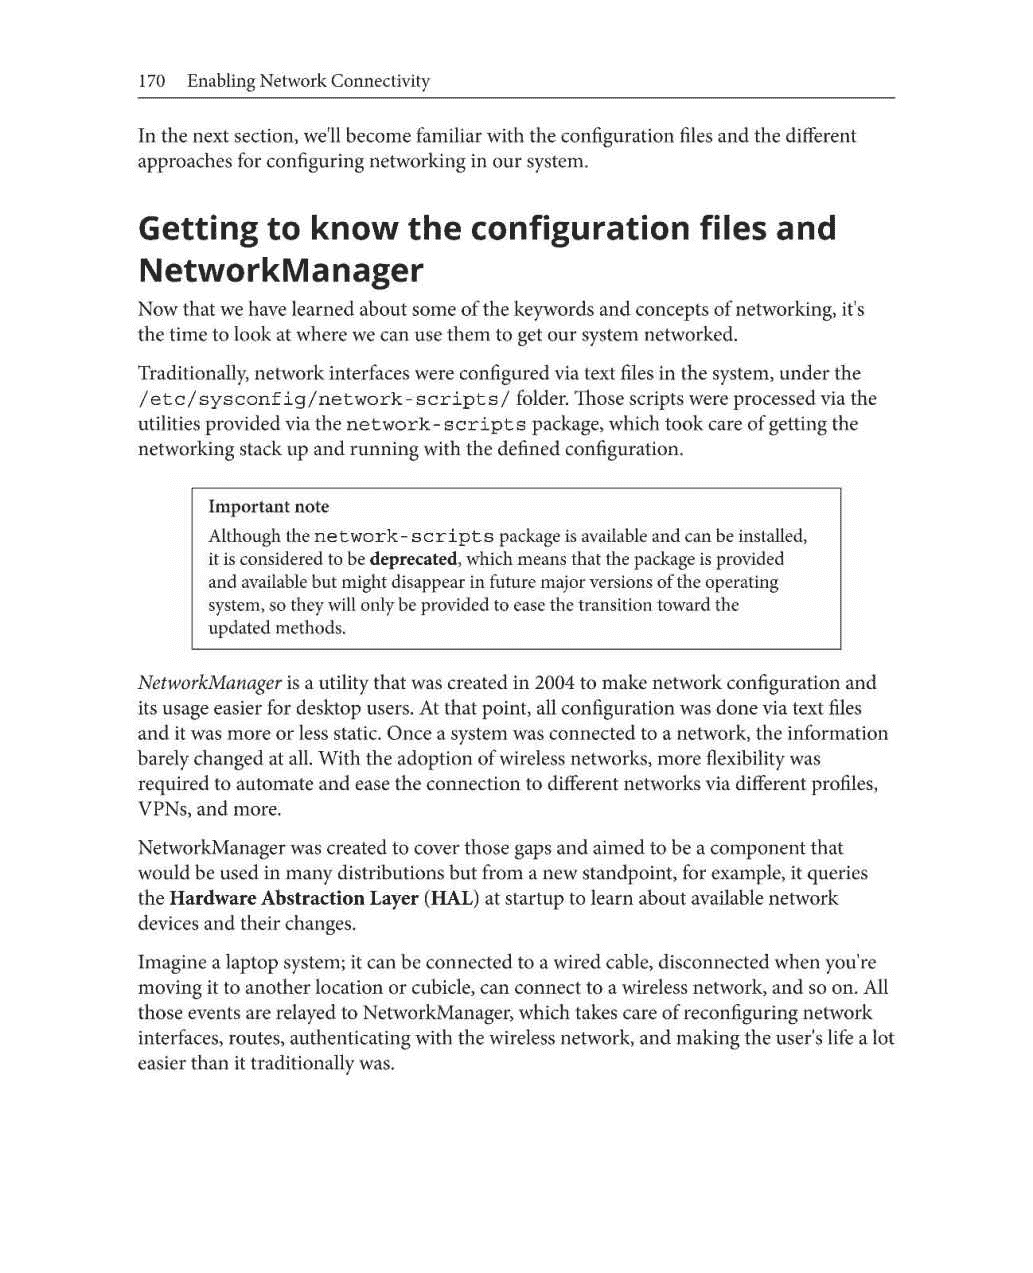 170 Enabling Network Connectivity
In the next section, we'll become familiar with the configuration files and the different
approaches for configuring networking in our system.
Getting to know the configuration files and
NetworkManager
Now that we have learned about some of the keywords and concepts of networking, it's
the time to look at where we can use them to get our system networked.
Traditionally, network interfaces were configured via text files in the system, under the
/etc/sysconfig/network-scripts/ folder. Those scripts were processed via the
utilities provided via the network-scripts package, which took care of getting the
networking stack up and running with the defined configuration.
Important note
Although the network-scripts package is available and can be installed,
it is considered to be deprecated, which means that the package is provided
and available but might disappear in future major versions of the operating
system, so they will only be provided to ease the transition toward the
updated methods.
NetworkManager is a utility that was created in 2004 to make network configuration and
its usage easier for desktop users. At that point, all configuration was done via text files
and it was more or less static. Once a system was connected to a network, the information
barely changed at all. With the adoption of wireless networks, more flexibility was
required to automate and ease the connection to different networks via different profiles,
VPNs, and more.
NetworkManager was created to cover those gaps and aimed to be a component that
would be used in many distributions but from a new standpoint, for example, it queries
the Hardware Abstraction Layer (HAL) at startup to learn about available network
devices and their changes.
Imagine a laptop system; it can be connected to a wired cable, disconnected when you're
moving it to another location or cubicle, can connect to a wireless network, and so on. All
those events are relayed to NetworkManager, which takes care of reconfiguring network
interfaces, routes, authenticating with the wireless network, and making the user's life a lot
easier than it traditionally was.